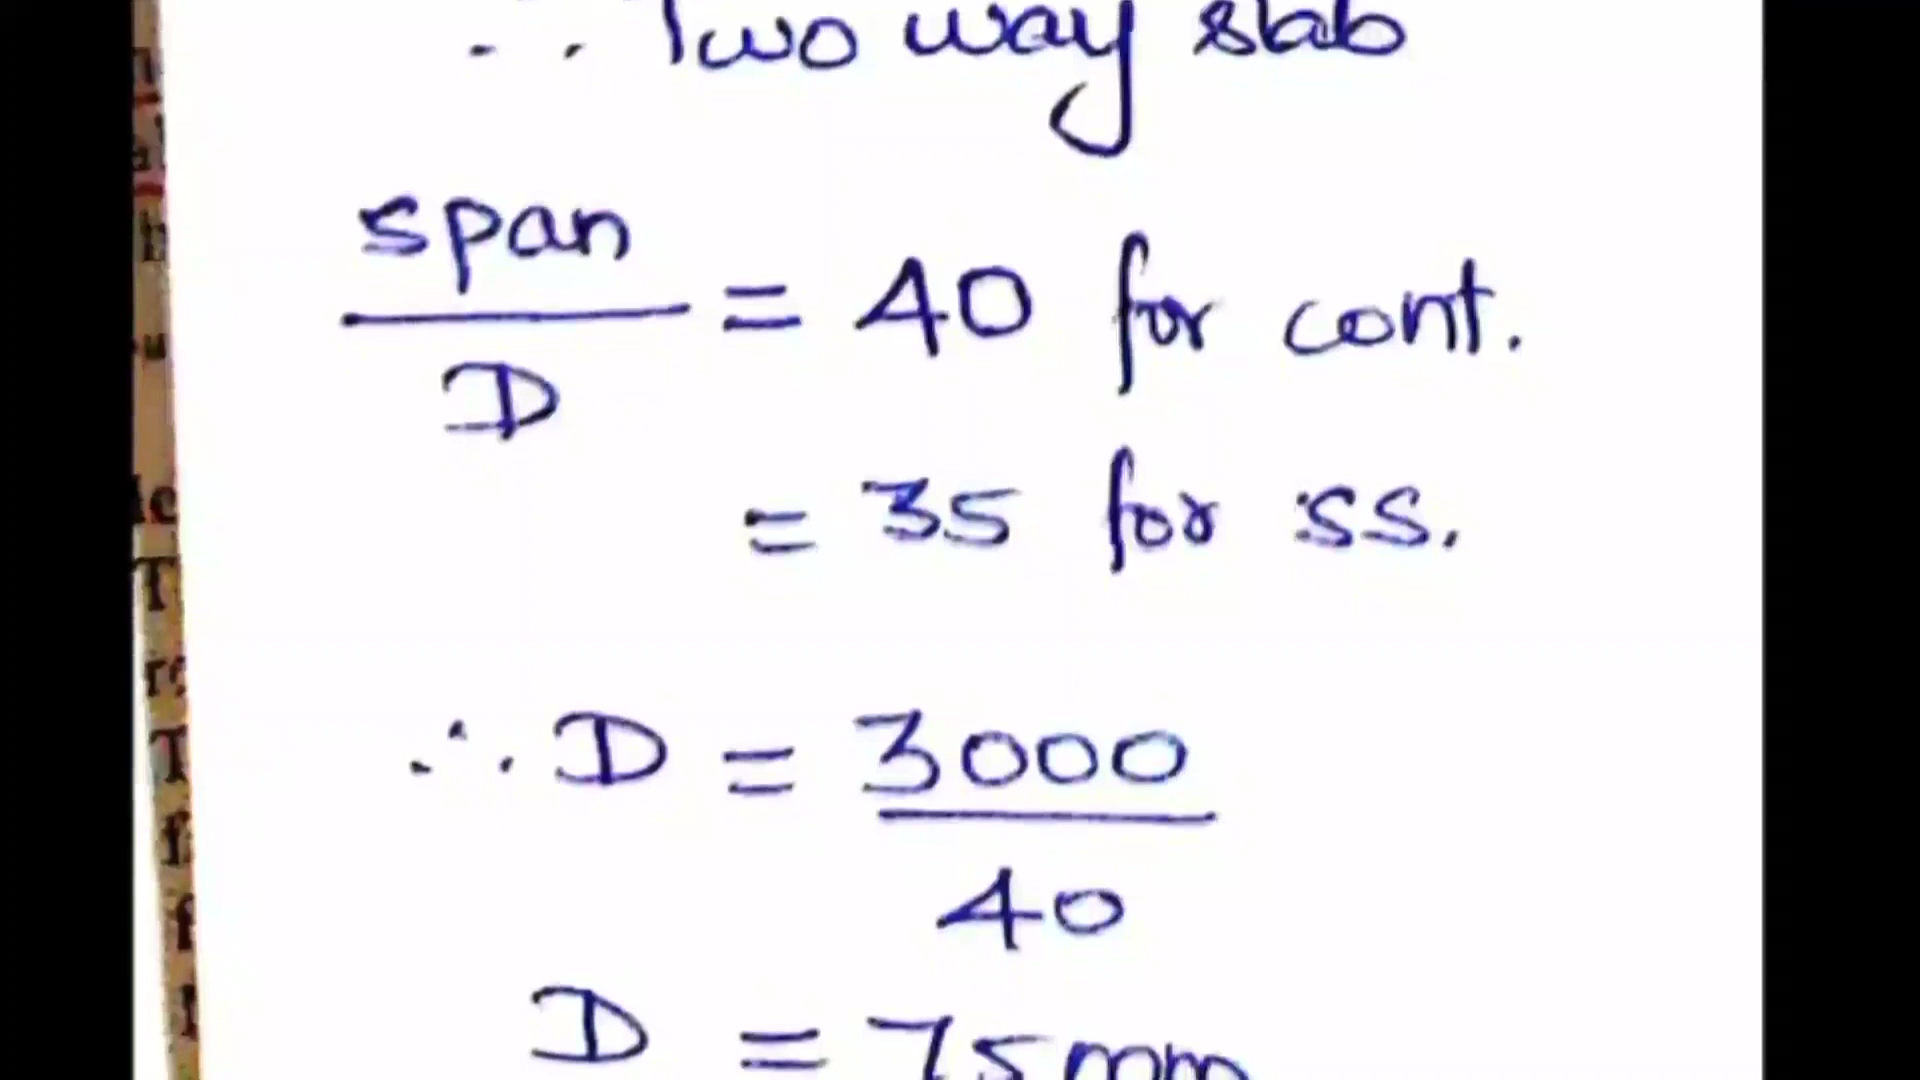 ∴ Two way slab
span
/ D = 40 for cont.
= 35 for ss.
∴ D = 3000
/ 40
D = 75mm